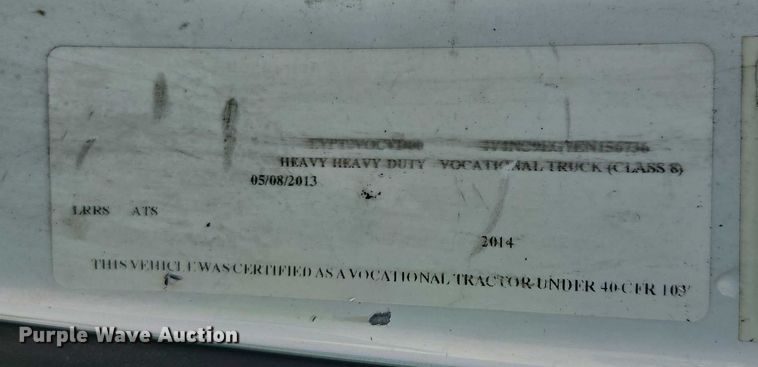 HEAVY HEAVY-DUTY VOCATIONAL TRUCK (CLASS 8)
05/08/2013
LRRS ATS
2014
THIS VEHICLE WAS CERTIFIED AS A VOCATIONAL TRACTOR UNDER 40 CFR
Purple Wave Auction